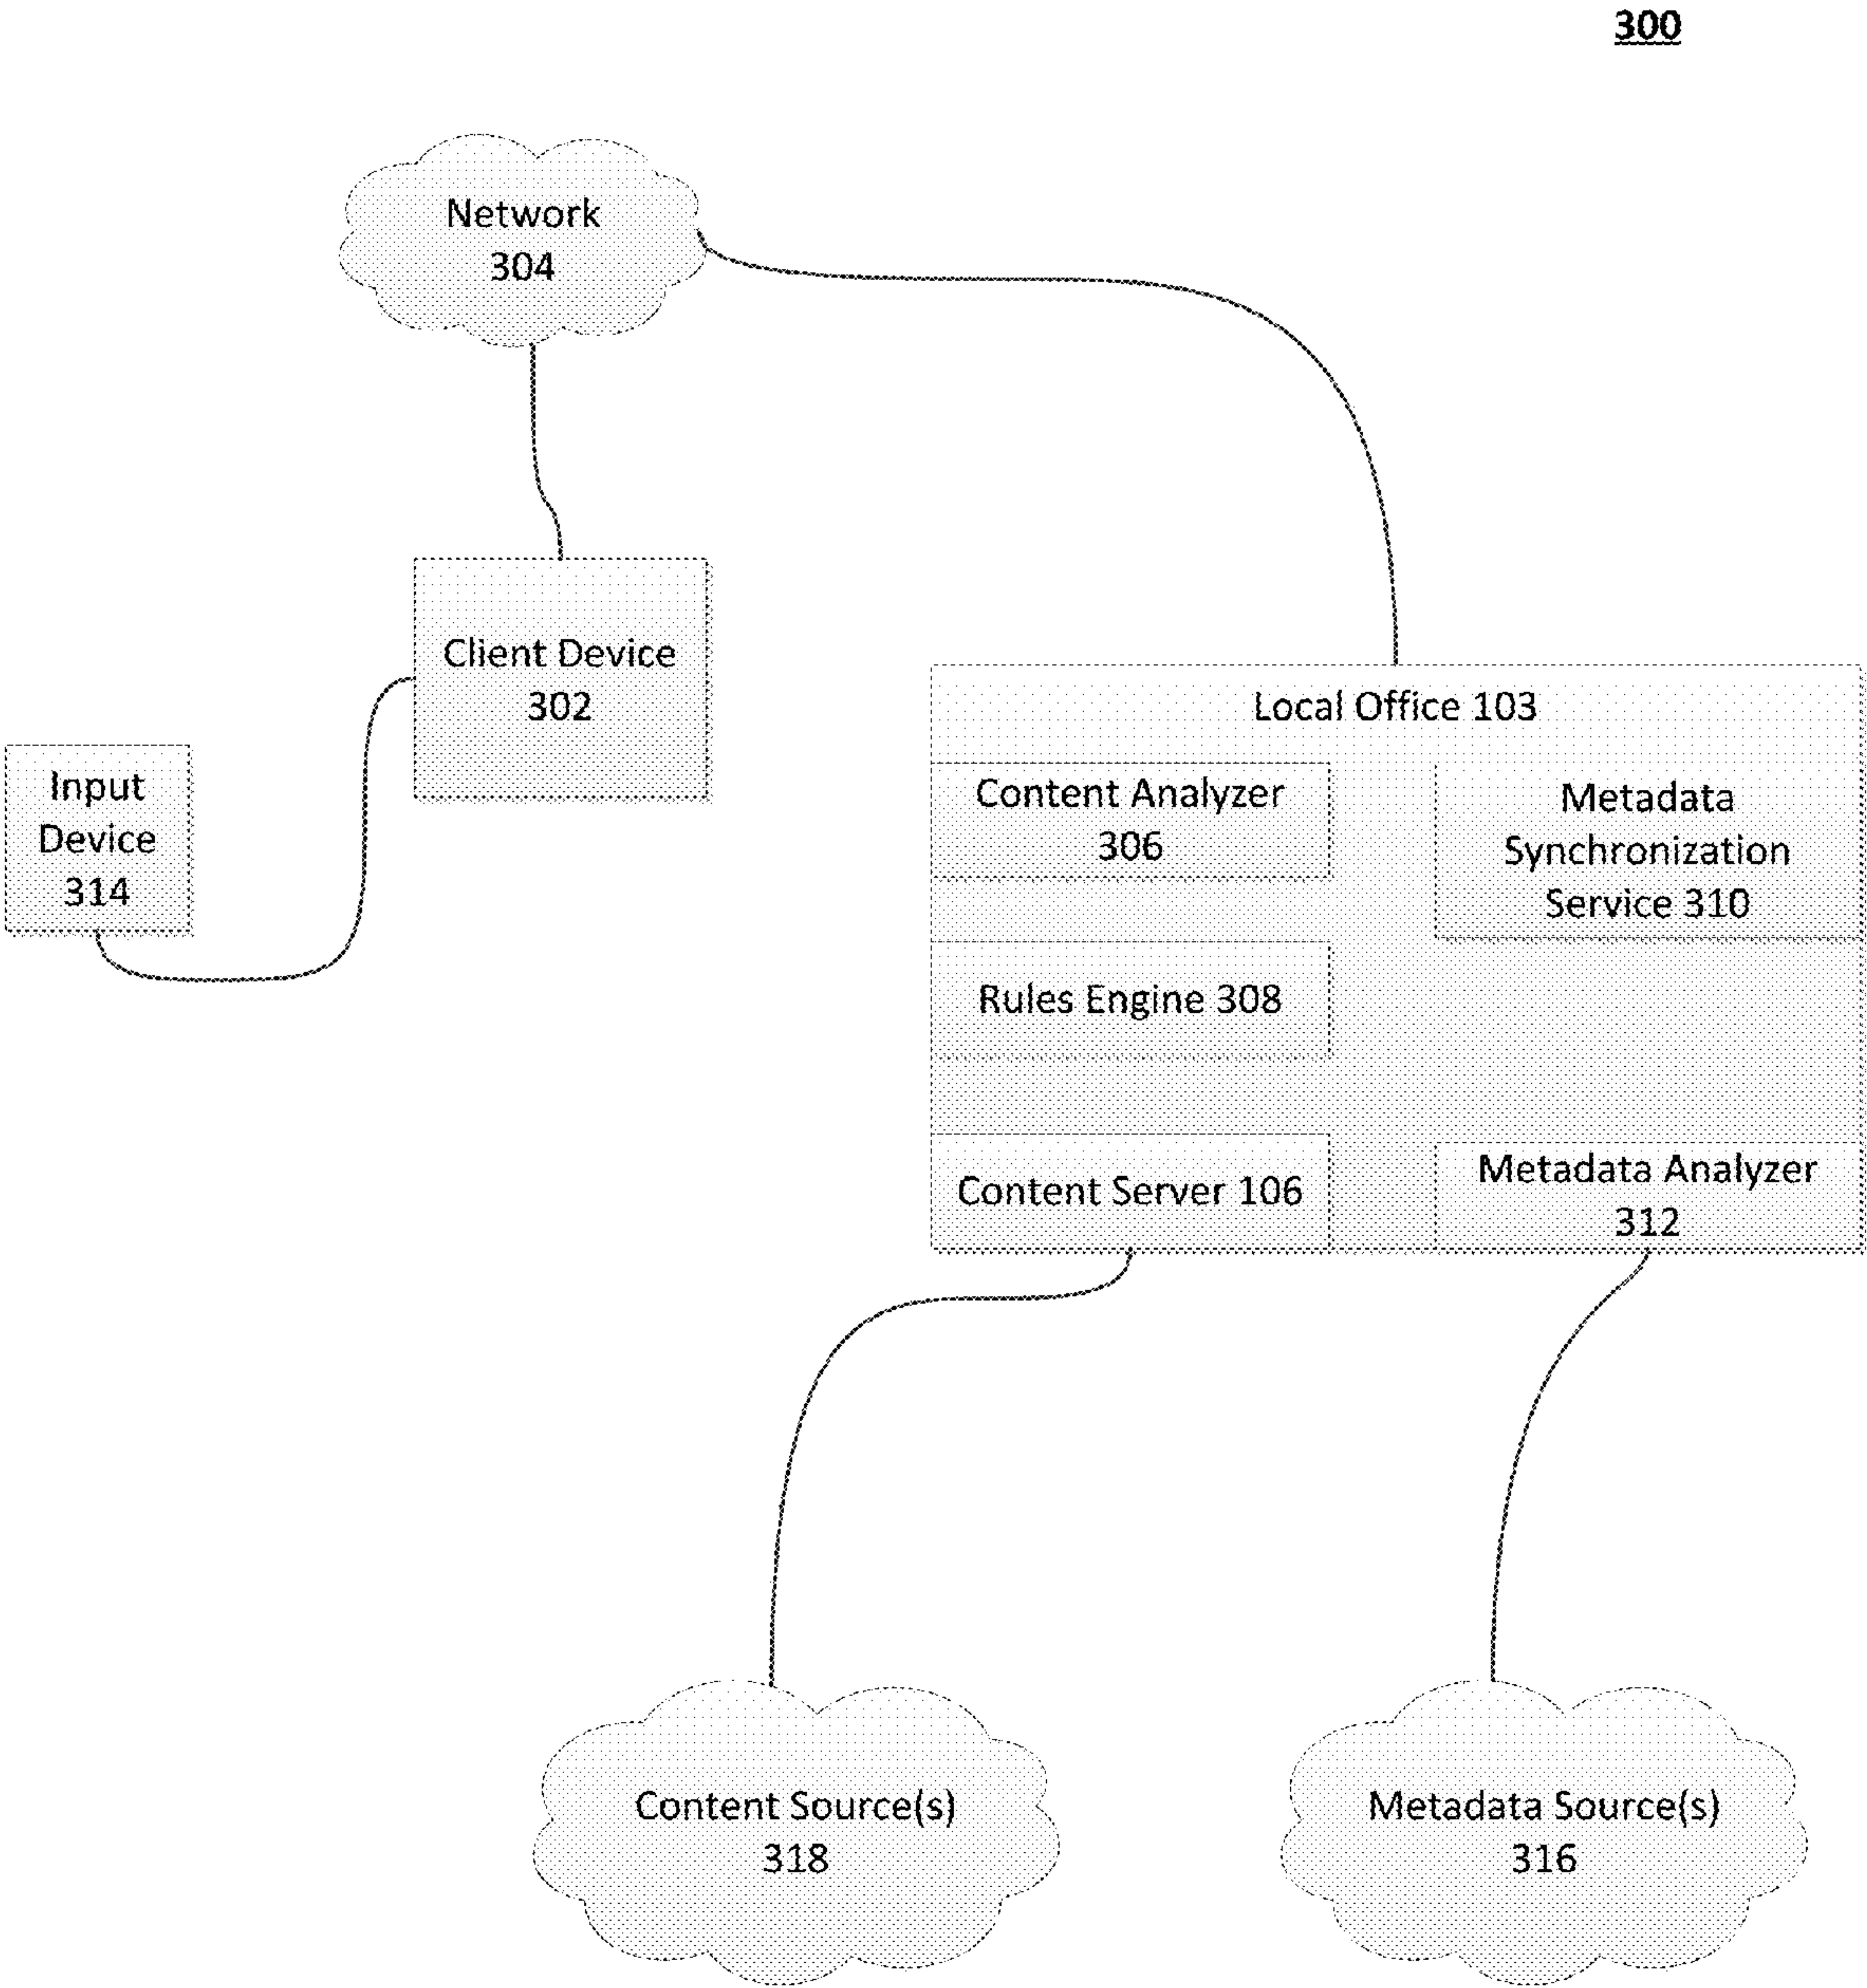 300
Network
304
Client Device
302
Input
Device
314
Local Office 103
Content Analyzer
306
Metadata
Synchronization
Service 310
Rules Engine 308
Content Server 106
Metadata Analyzer
312
Content Source(s)
318
Metadata Source(s)
316